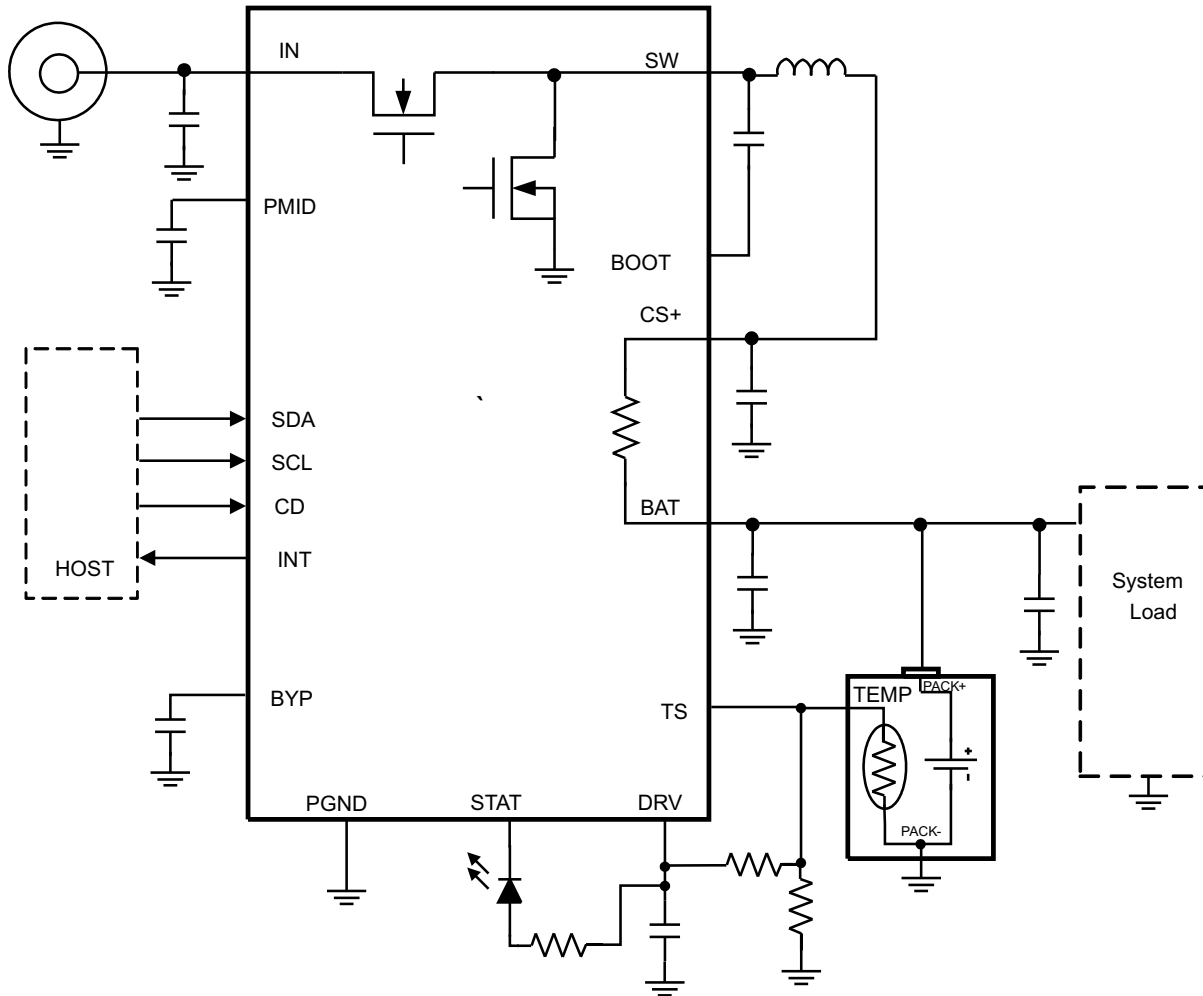 IN
SW
PMID
BOOT
CS+
SDA
SCL
CD
INT
HOST
BAT
System
Load
BYP
TS
TEMP
PACK+
+
-
PACK-
PGND
STAT
DRV